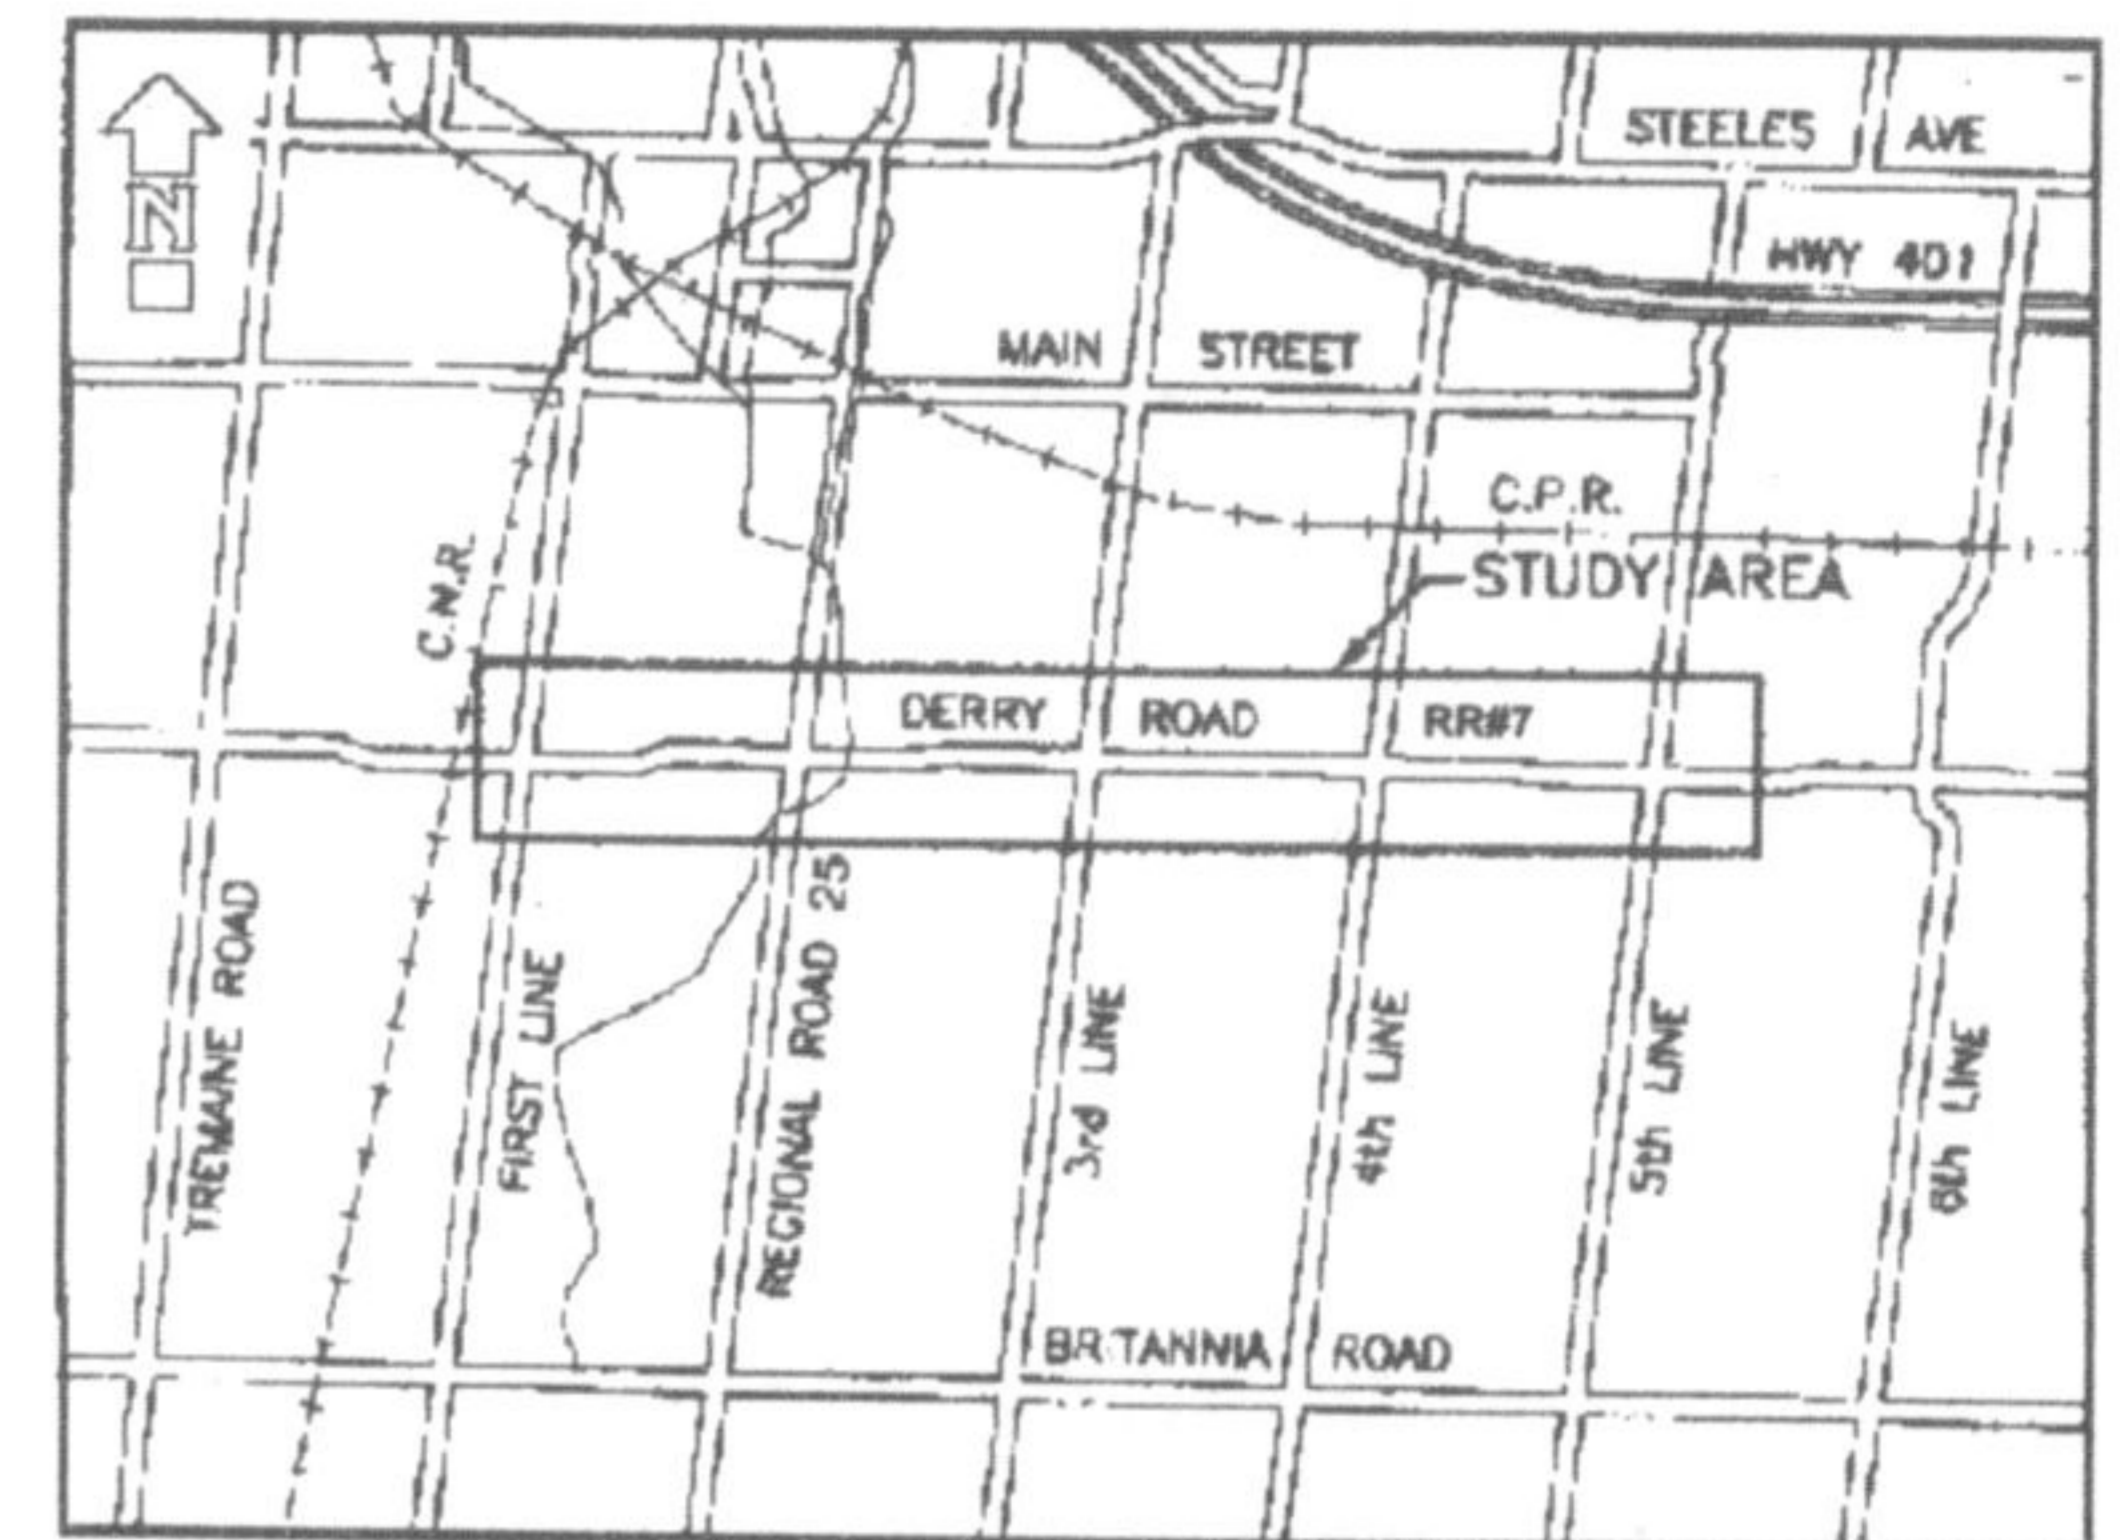 STEELES AVE
N
HWY 401
MAIN STREET
C.P.R.
STUDY AREA
C.N.R.
DERRY ROAD RR#7
TREMAINE ROAD
FIRST LINE
REGIONAL ROAD 25
3rd LINE
4th LINE
5th LINE
6th LINE
BRITANNIA ROAD